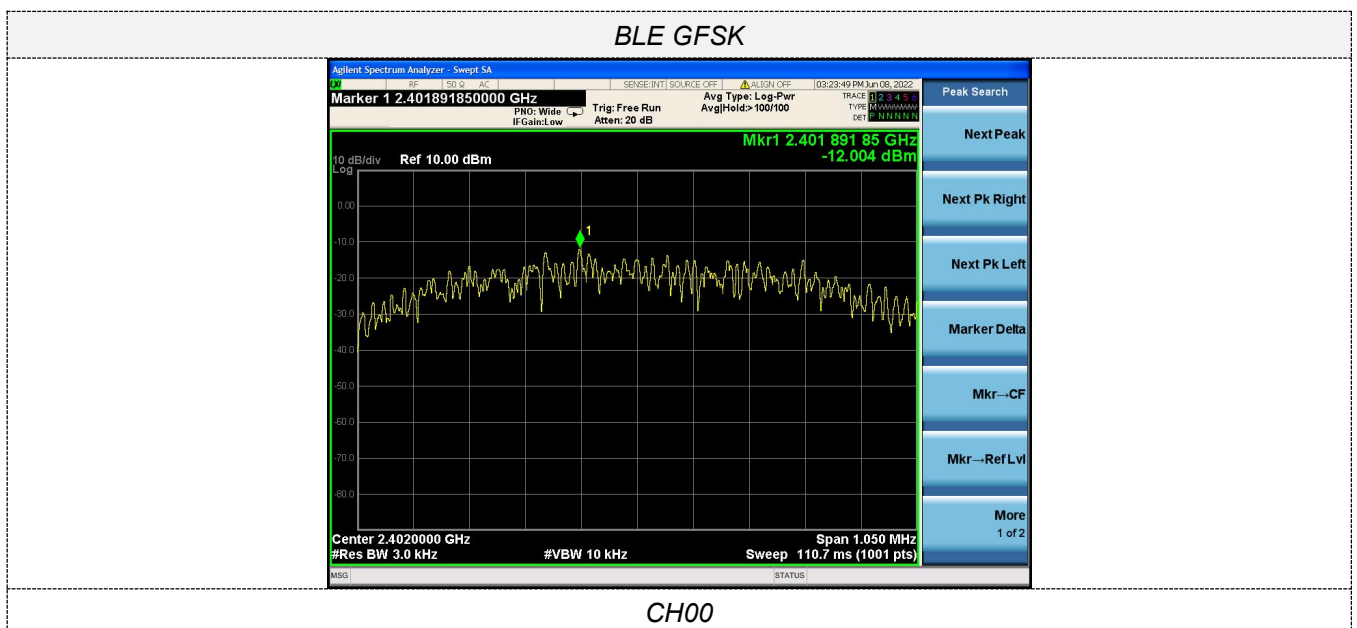 BLE GFSK
Agilent Spectrum Analyzer - Swept SA
RF 50 Ω AC SENSE:INT SOURCE OFF ALIGN OFF 03:23:49 PM Jun 08, 2022
Marker 1 2.401891850000 GHz
PNO: Wide
IFGain:Low
Trig: Free Run
Atten: 20 dB
Avg Type: Log-Pwr
Avg|Hold:>100/100
TRACE 1 2 3 4 5 6
TYPE M
DET P N N N N N
Mkr1 2.401 891 85 GHz
-12.004 dBm
10 dB/div Ref 10.00 dBm
Log
0.00
-10.0
-20.0
-30.0
-40.0
-50.0
-60.0
-70.0
-80.0
1
Center 2.4020000 GHz Span 1.050 MHz
#Res BW 3.0 kHz #VBW 10 kHz Sweep 110.7 ms (1001 pts)
MSG STATUS
Peak Search
Next Peak
Next Pk Right
Next Pk Left
Marker Delta
Mkr→CF
Mkr→Ref Lvl
More
1 of 2
CH00